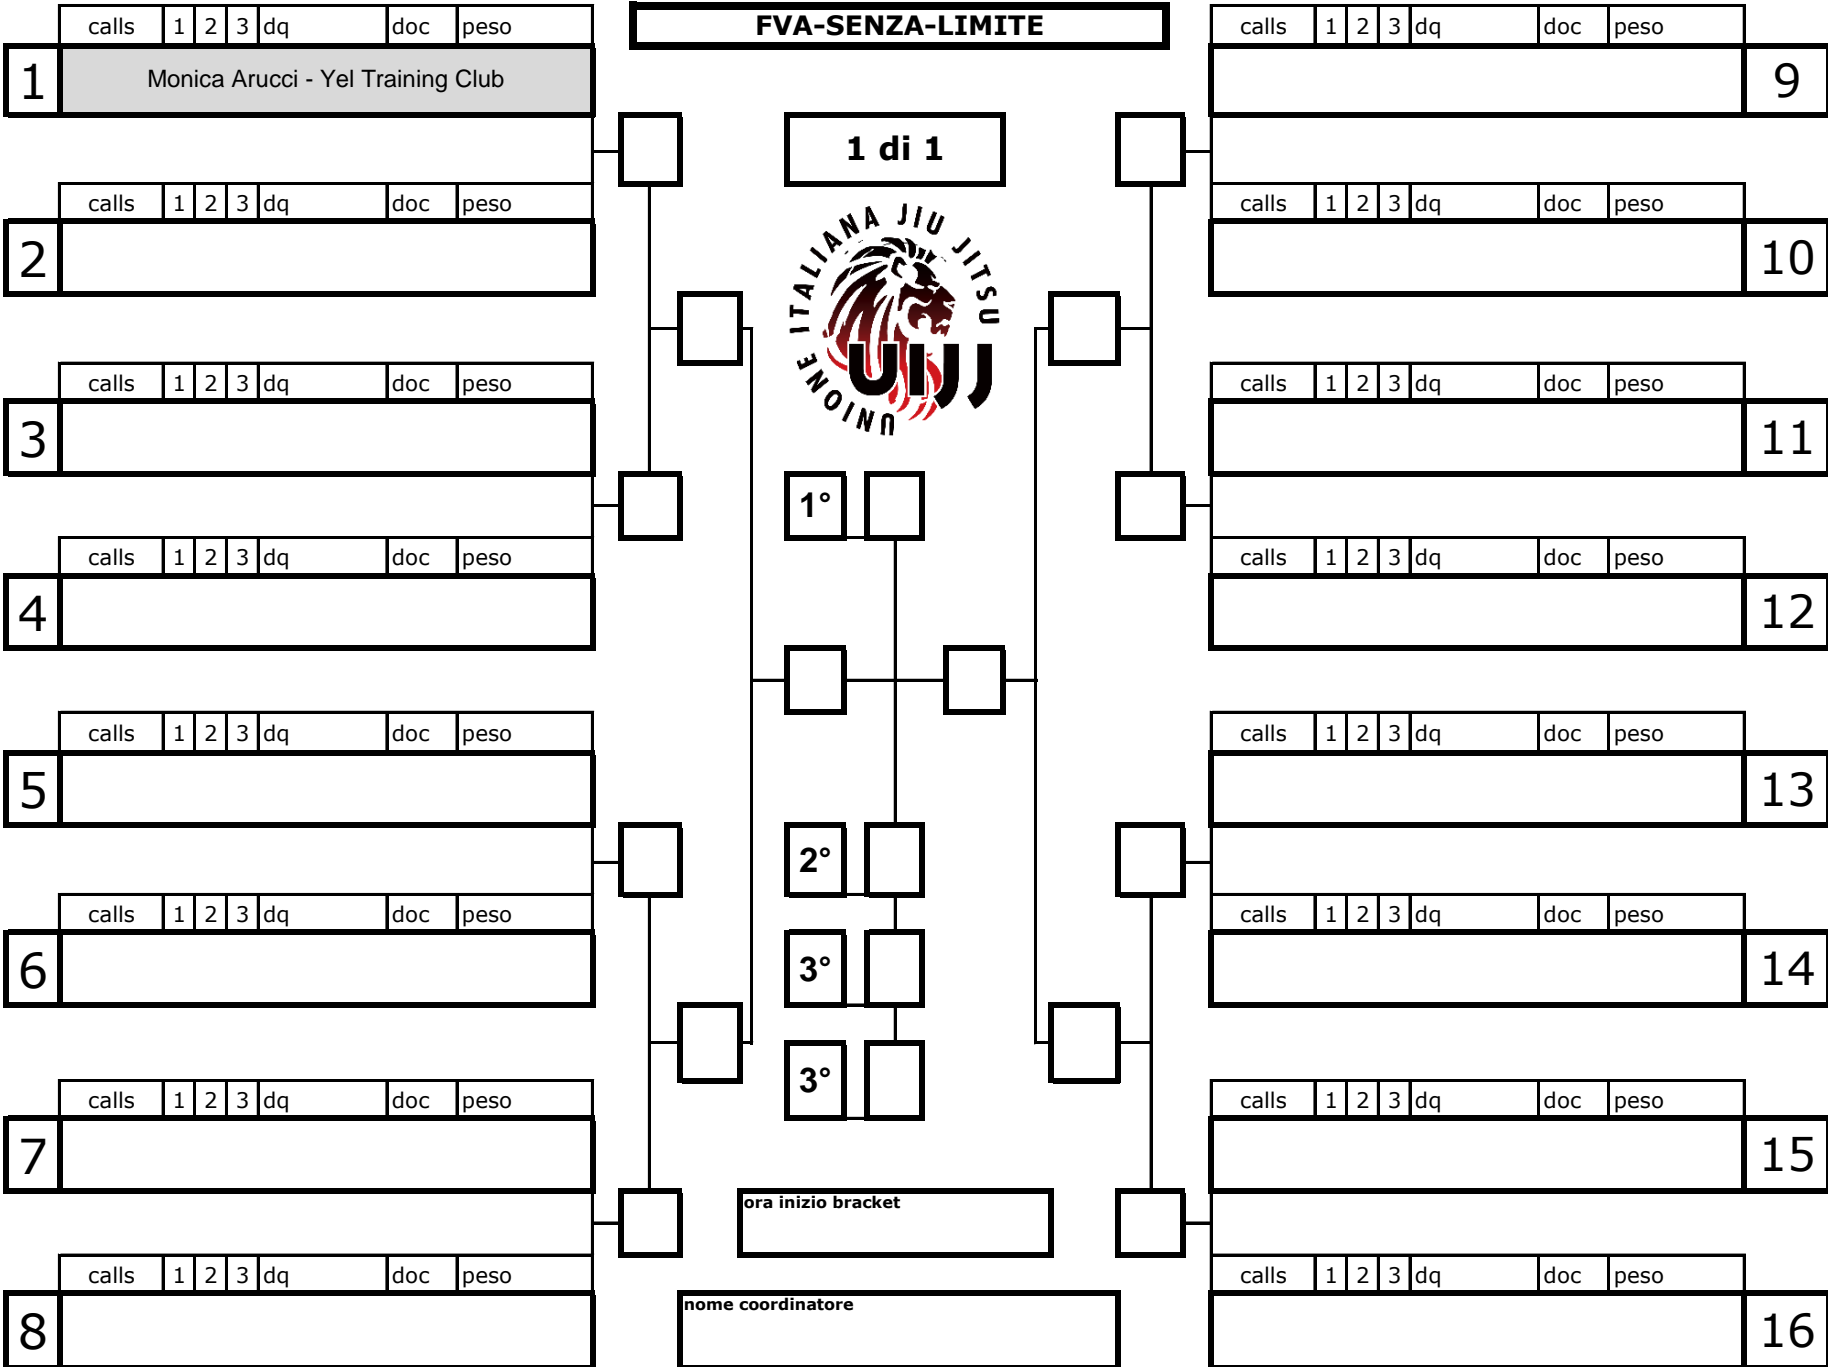 calls 1 2 3 dq doc peso
1 Monica Arucci - Yel Training Club
calls 1 2 3 dq doc peso
2
calls 1 2 3 dq doc peso
3
calls 1 2 3 dq doc peso
4
calls 1 2 3 dq doc peso
5
calls 1 2 3 dq doc peso
6
calls 1 2 3 dq doc peso
7
calls 1 2 3 dq doc peso
8
FVA-SENZA-LIMITE
1 di 1
UNIONE ITALIANA JIU JITSU
UIJJ
1°
2°
3°
3°
ora inizio bracket
nome coordinatore
calls 1 2 3 dq doc peso
9
calls 1 2 3 dq doc peso
10
calls 1 2 3 dq doc peso
11
calls 1 2 3 dq doc peso
12
calls 1 2 3 dq doc peso
13
calls 1 2 3 dq doc peso
14
calls 1 2 3 dq doc peso
15
calls 1 2 3 dq doc peso
16